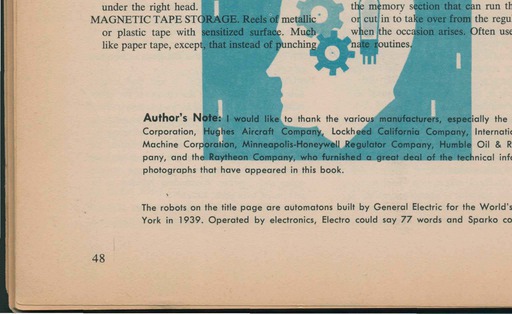 under the right head.
MAGNETIC TAPE STORAGE. Reels of metallic
or plastic tape with sensitized surface. Much
like paper tape, except, that instead of punching
the memory section that can run th
or cut in to take over from the regu
when the occasion arises. Often use
nate routines.
Author's Note: I would like to thank the various manufacturers, especially the
Corporation, Hughes Aircraft Company, Lockheed California Company, Internatio
Machine Corporation, Minneapolis-Honeywell Regulator Company, Humble Oil & R
pany, and the Raytheon Company, who furnished a great deal of the technical info
photographs that have appeared in this book.
The robots on the title page are automatons built by General Electric for the World's
York in 1939. Operated by electronics, Electro could say 77 words and Sparko co
48